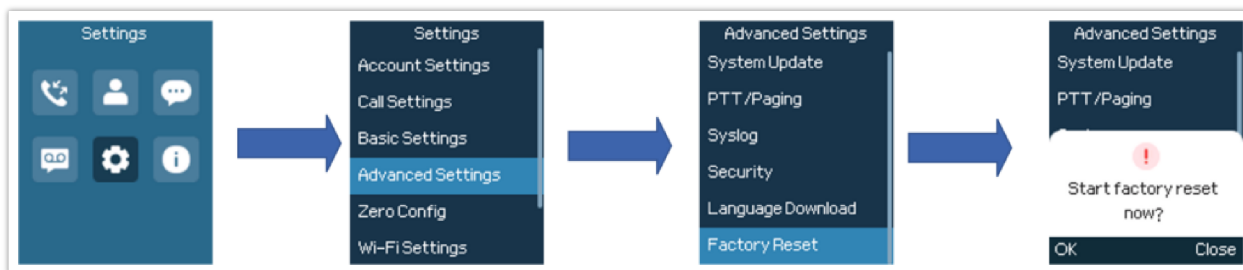 Settings
Settings
Account Settings
Call Settings
Basic Settings
Advanced Settings
Zero Config
Wi-Fi Settings
Advanced Settings
System Update
PTT/Paging
Syslog
Security
Language Download
Factory Reset
Advanced Settings
System Update
PTT/Paging
!
Start factory reset
now?
OK Close